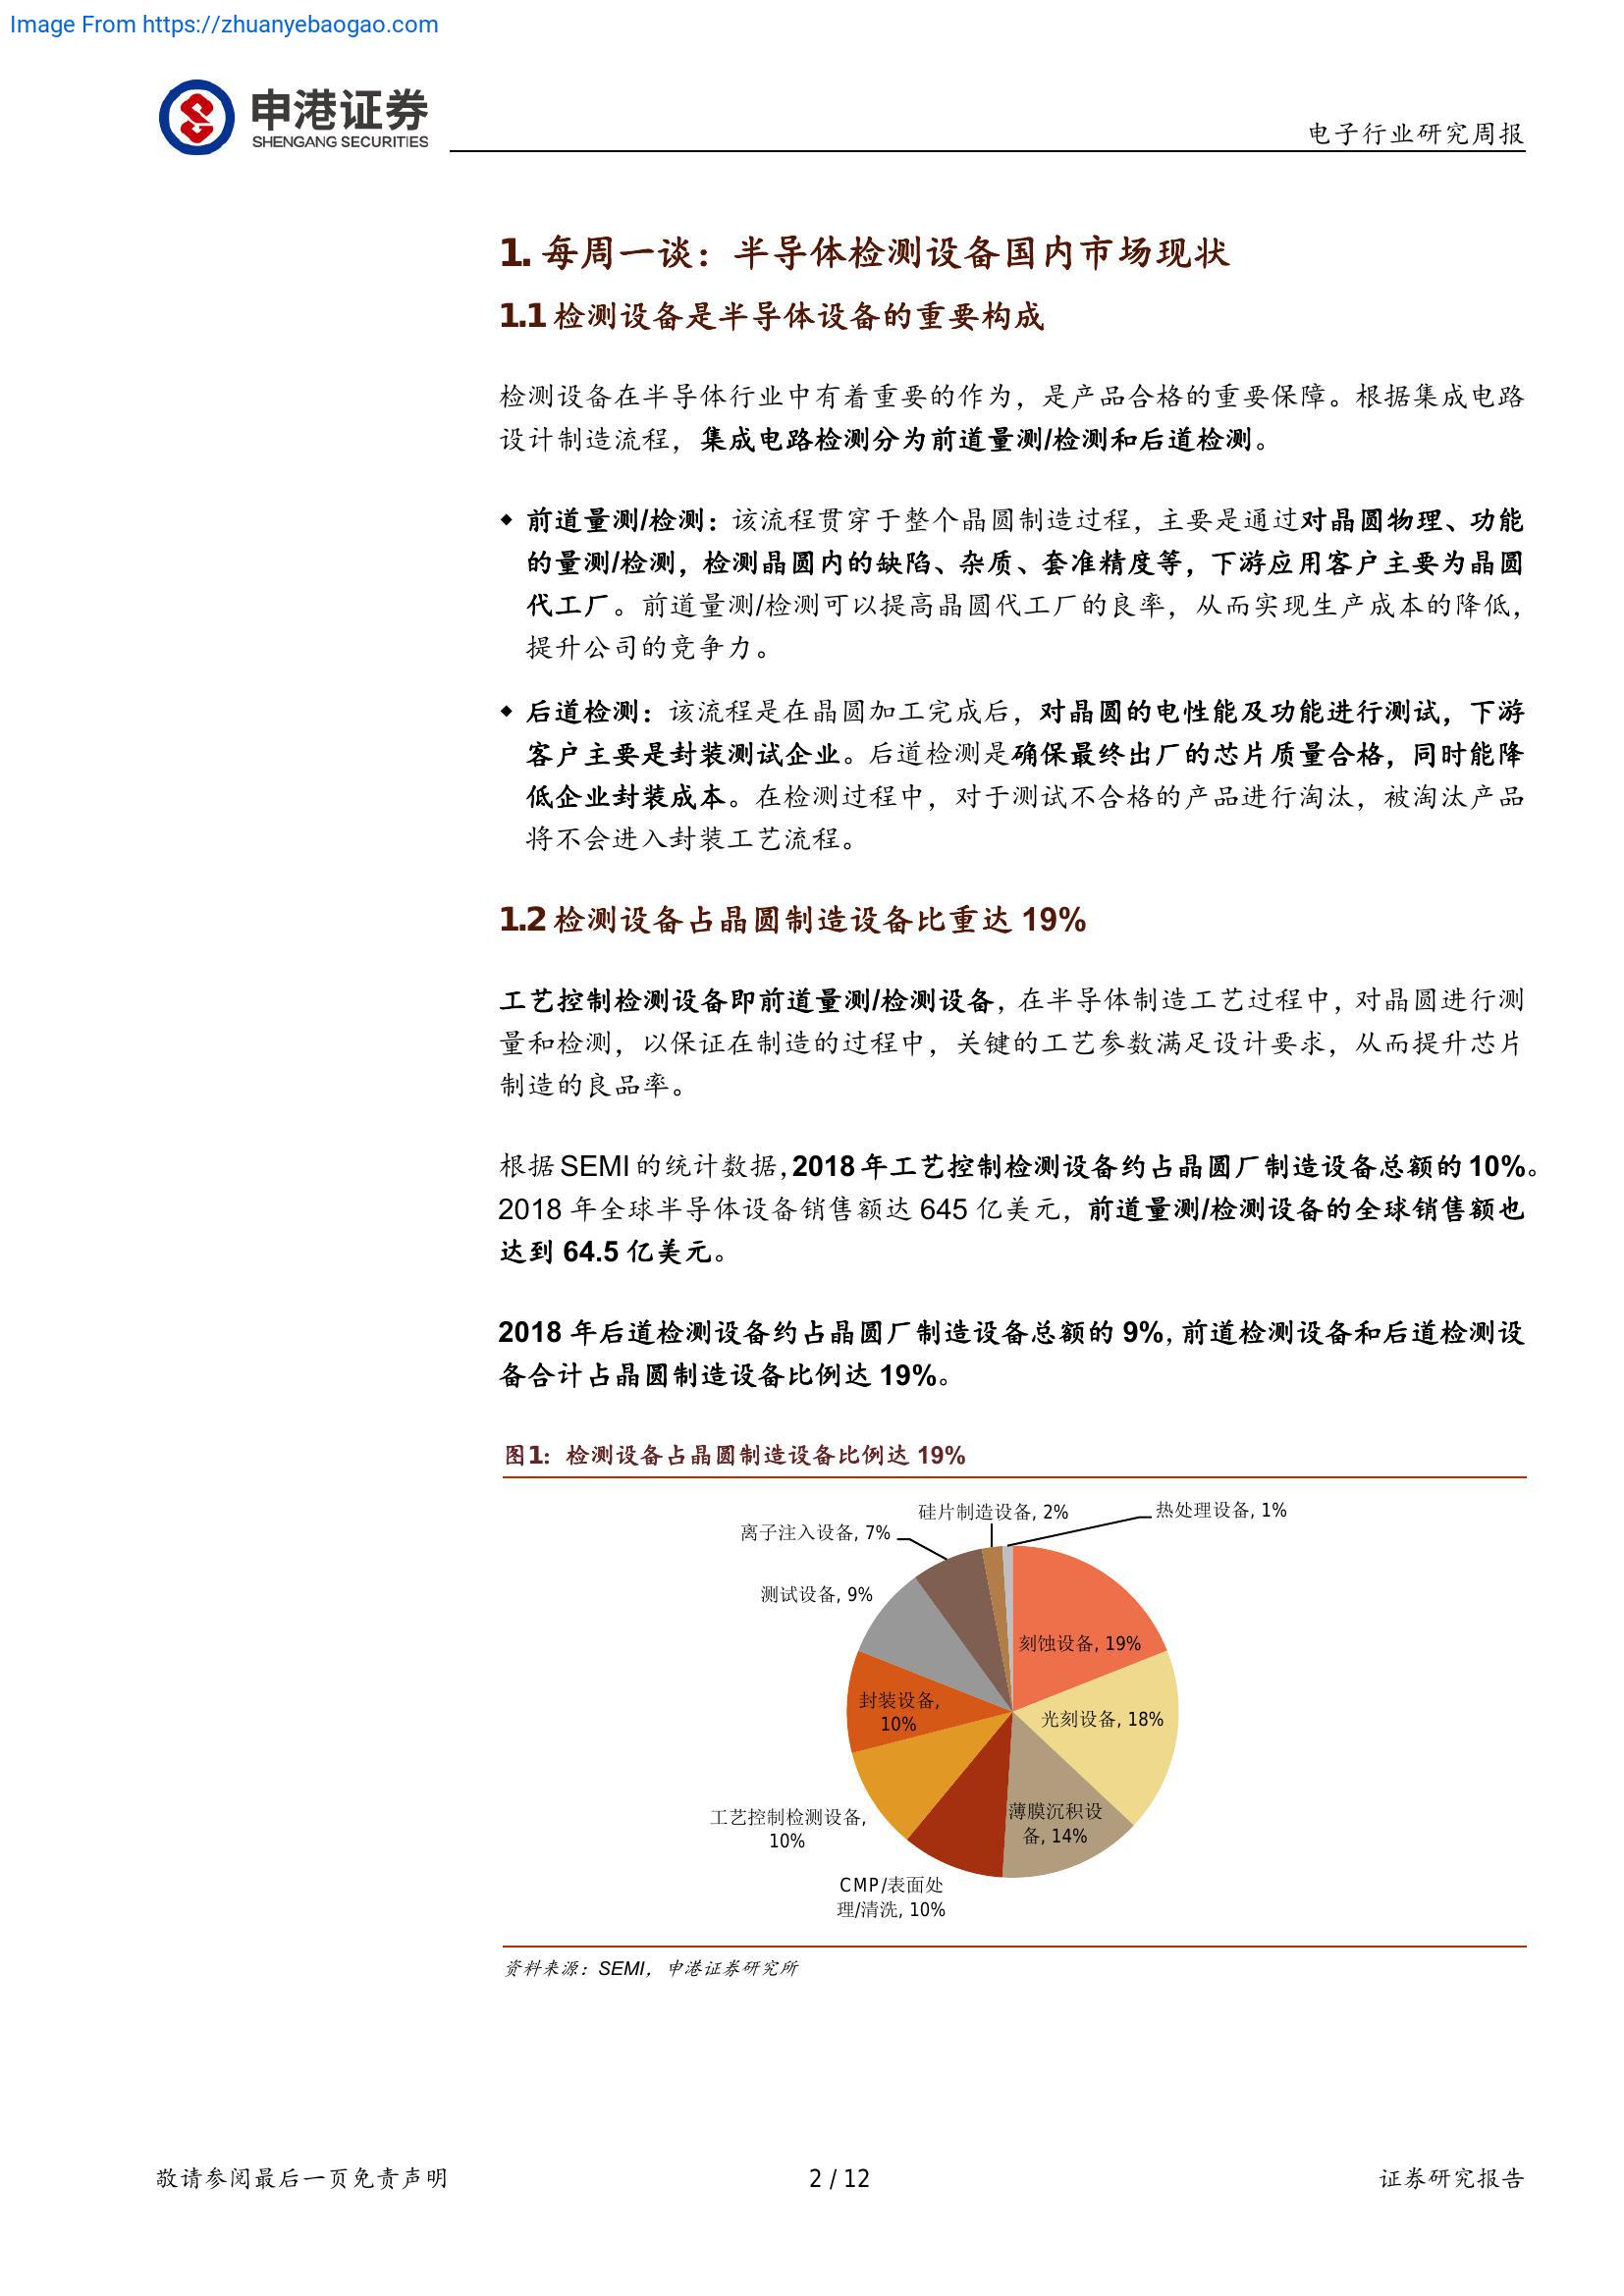 Image From https://zhuanyebaogao.com
申港证券
SHENGANG SECURITIES
电子行业研究周报
1. 每周一谈：半导体检测设备国内市场现状
1.1 检测设备是半导体设备的重要构成
检测设备在半导体行业中有着重要的作为，是产品合格的重要保障。根据集成电路
设计制造流程，集成电路检测分为前道量测/检测和后道检测。
◆ 前道量测/检测：该流程贯穿于整个晶圆制造过程，主要是通过对晶圆物理、功能
的量测/检测，检测晶圆内的缺陷、杂质、套准精度等，下游应用客户主要为晶圆
代工厂。前道量测/检测可以提高晶圆代工厂的良率，从而实现生产成本的降低，
提升公司的竞争力。
◆ 后道检测：该流程是在晶圆加工完成后，对晶圆的电性能及功能进行测试，下游
客户主要是封装测试企业。后道检测是确保最终出厂的芯片质量合格，同时能降
低企业封装成本。在检测过程中，对于测试不合格的产品进行淘汰，被淘汰产品
将不会进入封装工艺流程。
1.2 检测设备占晶圆制造设备比重达 19%
工艺控制检测设备即前道量测/检测设备，在半导体制造工艺过程中，对晶圆进行测
量和检测，以保证在制造的过程中，关键的工艺参数满足设计要求，从而提升芯片
制造的良品率。
根据 SEMI 的统计数据，2018 年工艺控制检测设备约占晶圆厂制造设备总额的 10%。
2018 年全球半导体设备销售额达 645 亿美元，前道量测/检测设备的全球销售额也
达到 64.5 亿美元。
2018 年后道检测设备约占晶圆厂制造设备总额的 9%，前道检测设备和后道检测设
备合计占晶圆制造设备比例达 19%。
图1：检测设备占晶圆制造设备比例达 19%
硅片制造设备, 2%
热处理设备, 1%
离子注入设备, 7%
测试设备, 9%
刻蚀设备, 19%
封装设备,
10%
光刻设备, 18%
薄膜沉积设
备, 14%
工艺控制检测设备,
10%
CMP/表面处
理/清洗, 10%
资料来源：SEMI，申港证券研究所
敬请参阅最后一页免责声明
2 / 12
证券研究报告